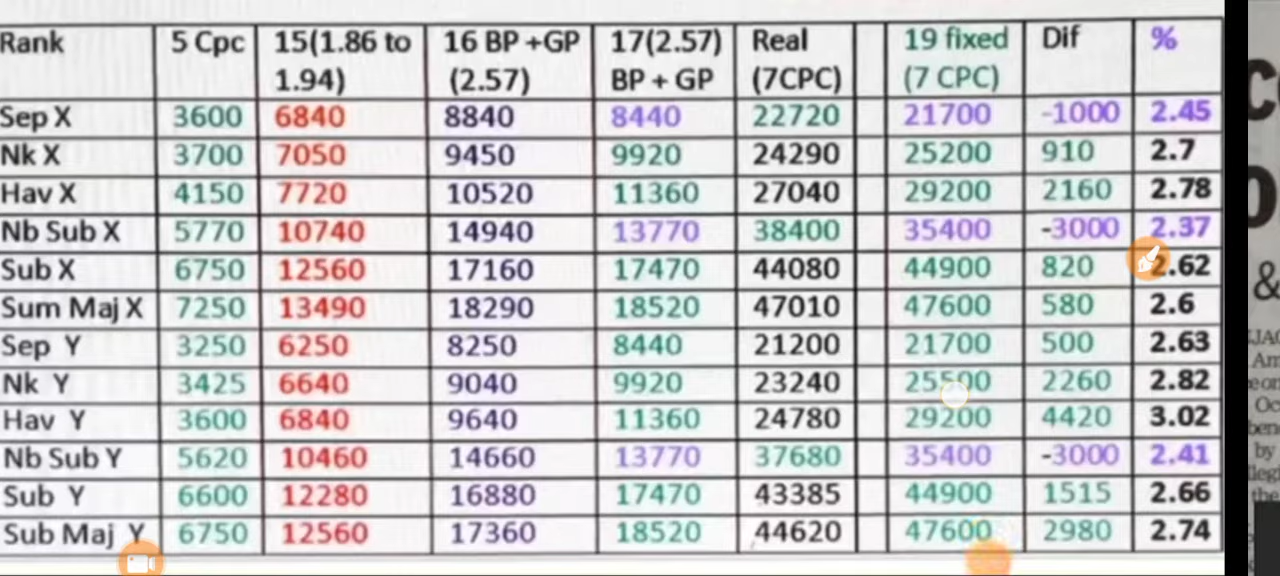 Rank 5 Cpc 15(1.86 to 1.94) 16 BP +GP (2.57) 17(2.57) BP + GP Real (7CPC) 19 fixed (7 CPC) Dif %
Sep X 3600 6840 8840 8440 22720 21700 -1000 2.45
Nk X 3700 7050 9450 9920 24290 25200 910 2.7
Hav X 4150 7720 10520 11360 27040 29200 2160 2.78
Nb Sub X 5770 10740 14940 13770 38400 35400 -3000 2.37
Sub X 6750 12560 17160 17470 44080 44900 820 2.62
Sum Maj X 7250 13490 18290 18520 47010 47600 580 2.6
Sep Y 3250 6250 8250 8440 21200 21700 500 2.63
Nk Y 3425 6640 9040 9920 23240 25500 2260 2.82
Hav Y 3600 6840 9640 11360 24780 29200 4420 3.02
Nb Sub Y 5620 10460 14660 13770 37680 35400 -3000 2.41
Sub Y 6600 12280 16880 17470 43385 44900 1515 2.66
Sub Maj Y 6750 12560 17360 18520 44620 47600 2980 2.74
&